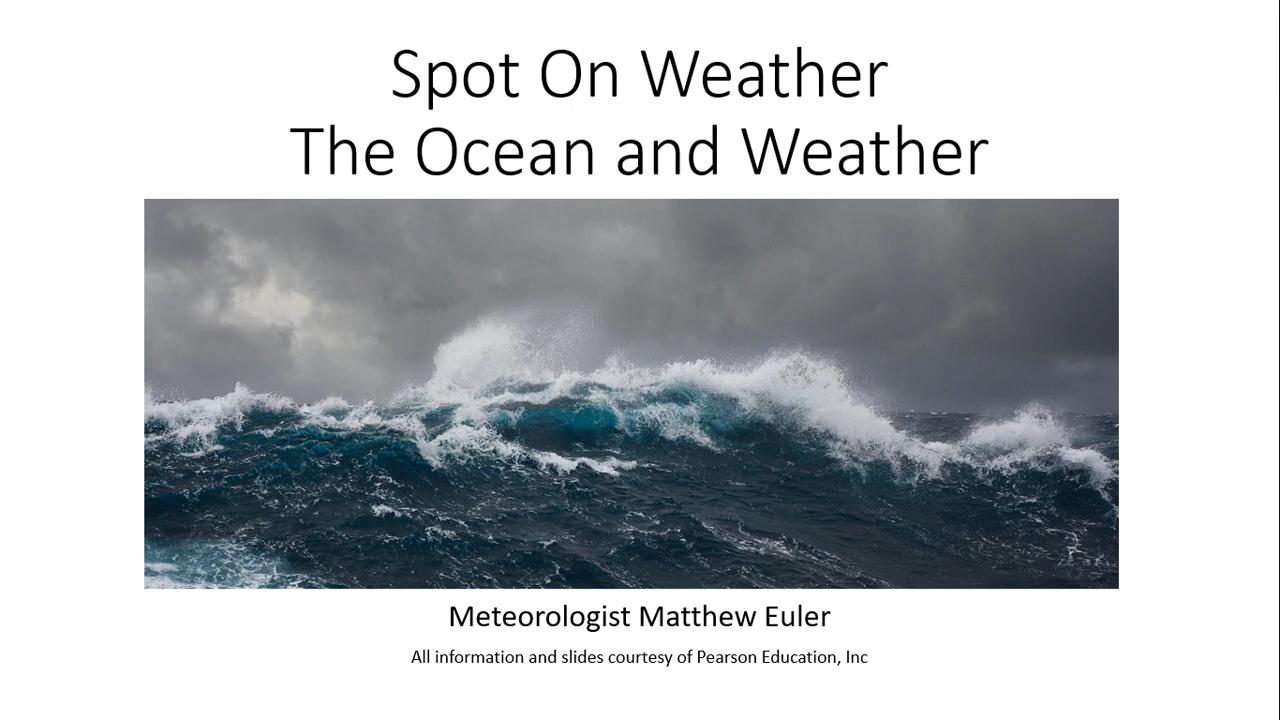 Spot On Weather
The Ocean and Weather
Meteorologist Matthew Euler
All information and slides courtesy of Pearson Education, Inc